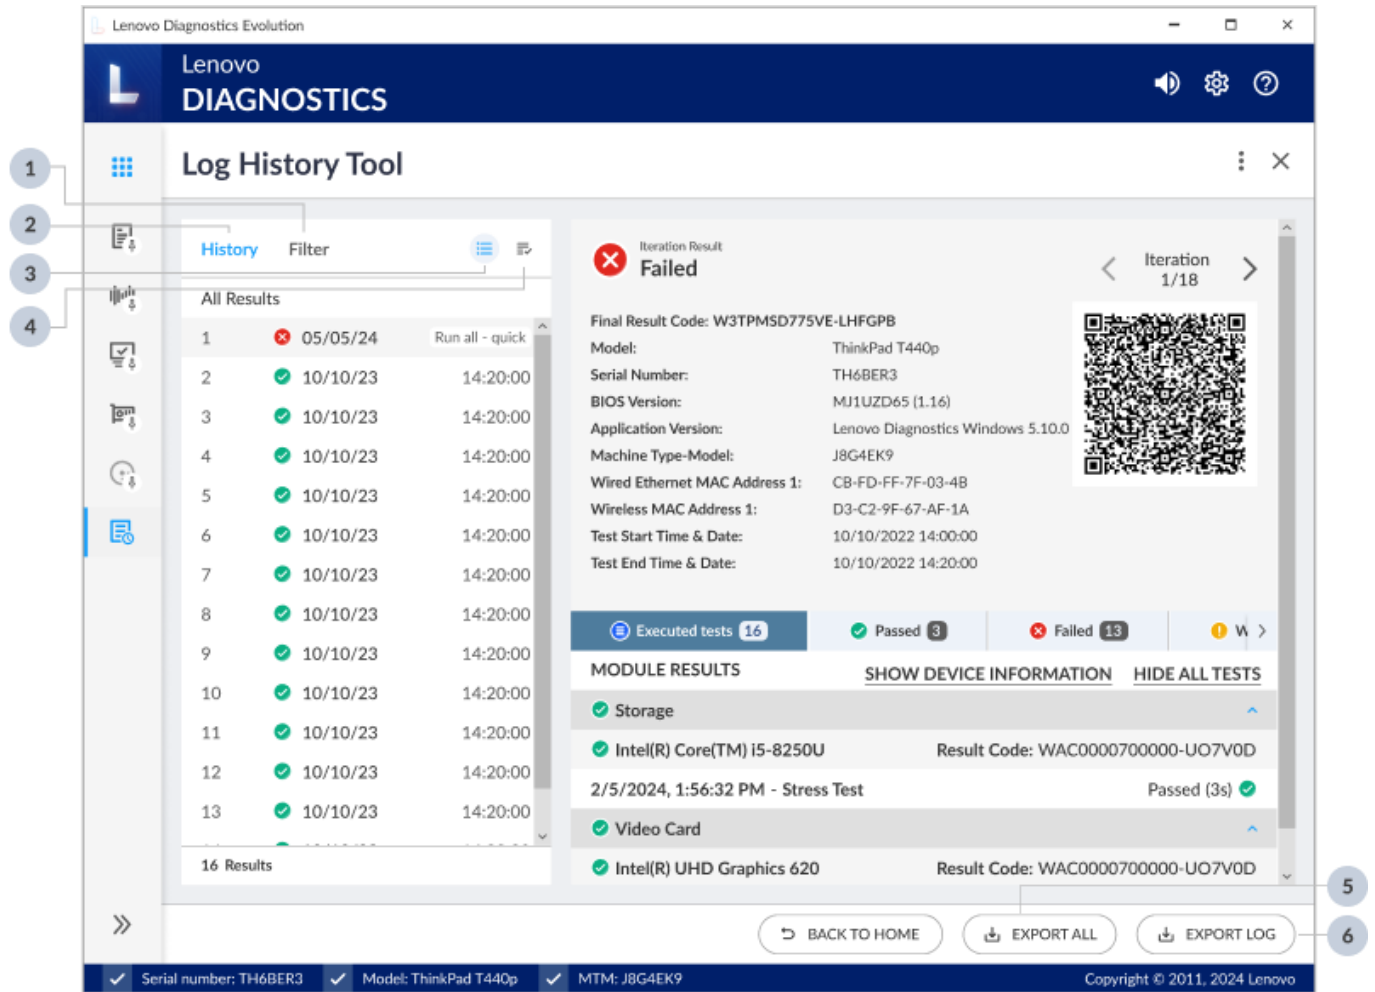 Lenovo Diagnostics Evolution
Lenovo
DIAGNOSTICS
Log History Tool
1
2
3
4
History Filter
All Results
1 05/05/24 Run all - quick
2 10/10/23 14:20:00
3 10/10/23 14:20:00
4 10/10/23 14:20:00
5 10/10/23 14:20:00
6 10/10/23 14:20:00
7 10/10/23 14:20:00
8 10/10/23 14:20:00
9 10/10/23 14:20:00
10 10/10/23 14:20:00
11 10/10/23 14:20:00
12 10/10/23 14:20:00
13 10/10/23 14:20:00
16 Results
Iteration Result
Failed
Iteration
1/18
Final Result Code: W3TPMSD775VE-LHFGPB
Model: ThinkPad T440p
Serial Number: TH6BER3
BIOS Version: MJ1UZD65 (1.16)
Application Version: Lenovo Diagnostics Windows 5.10.0
Machine Type-Model: J8G4EK9
Wired Ethernet MAC Address 1: CB-FD-FF-7F-03-4B
Wireless MAC Address 1: D3-C2-9F-67-AF-1A
Test Start Time & Date: 10/10/2022 14:00:00
Test End Time & Date: 10/10/2022 14:20:00
Executed tests 16 Passed 3 Failed 13
MODULE RESULTS SHOW DEVICE INFORMATION HIDE ALL TESTS
Storage
Intel(R) Core(TM) i5-8250U Result Code: WAC0000700000-UO7V0D
2/5/2024, 1:56:32 PM - Stress Test Passed (3s)
Video Card
Intel(R) UHD Graphics 620 Result Code: WAC0000700000-UO7V0D
5
BACK TO HOME EXPORT ALL EXPORT LOG
6
Serial number: TH6BER3 Model: ThinkPad T440p MTM: J8G4EK9 Copyright © 2011, 2024 Lenovo